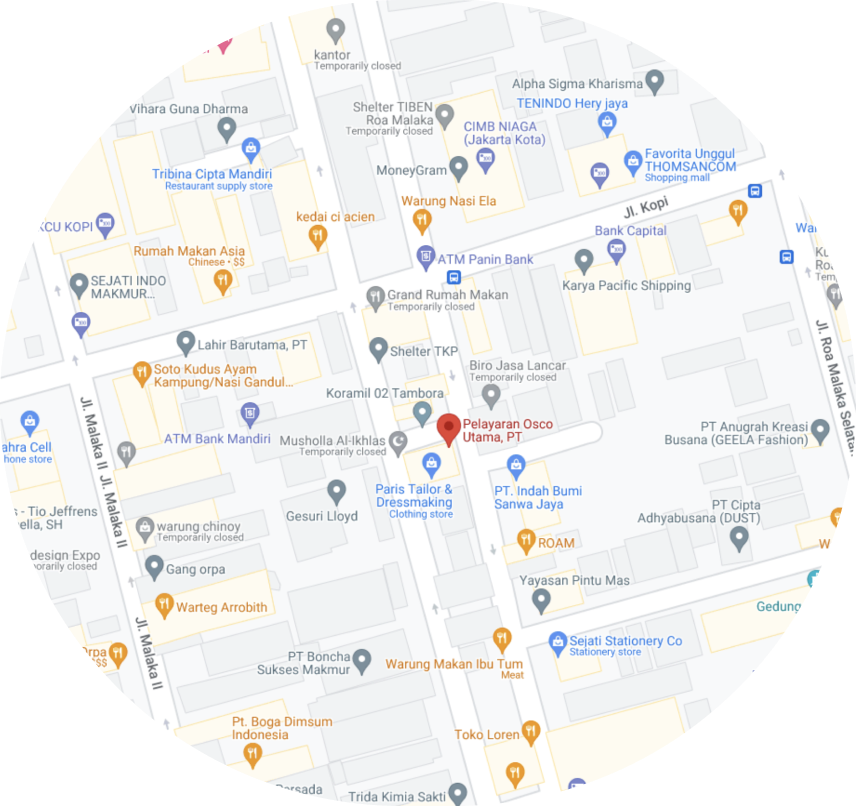 kantor
Temporarily closed
Alpha Sigma Kharisma
TENINDO Hery jaya
Vihara Guna Dharma
Shelter TIBEN
Roa Malaka
Temporarily closed
CIMB NIAGA
(Jakarta Kota)
Favorita Unggul
THOMSANCOM
Shopping mall
MoneyGram
Tribina Cipta Mandiri
Restaurant supply store
Warung Nasi Ela
Jl. Kopi
kedai ci acien
KCU KOPI
Bank Capital
Rumah Makan Asia
Chinese • $$
ATM Panin Bank
SEJATI INDO
MAKMUR...
Karya Pacific Shipping
Grand Rumah Makan
Temporarily closed
Jl. Roa Malaka Selatan
Lahir Barutama, PT
Shelter TKP
Soto Kudus Ayam
Kampung/Nasi Gandul...
Biro Jasa Lancar
Temporarily closed
Koramil 02 Tambora
Jl. Malaka II
ATM Bank Mandiri
Musholla Al-Ikhlas
Temporarily closed
Pelayaran Osco
Utama, PT
PT Anugrah Kreasi
Busana (GEELA Fashion)
ahra Cell
hone store
Jl. Malaka II
Paris Tailor &
Dressmaking
Clothing store
PT. Indah Bumi
Sanwa Jaya
s - Tio Jeffrens
ella, SH
Gesuri Lloyd
PT Cipta
Adhyabusana (DUST)
warung chinoy
Temporarily closed
ROAM
W
design Expo
porarily closed
Gang orpa
Yayasan Pintu Mas
Warteg Arrobith
Gedung
Jl. Malaka II
Orpa
$$$
Sejati Stationery Co
Stationery store
PT Boncha
Sukses Makmur
Warung Makan Ibu Tum
Meat
Pt. Boga Dimsum
Indonesia
Toko Loren
Persada
Trida Kimia Sakti